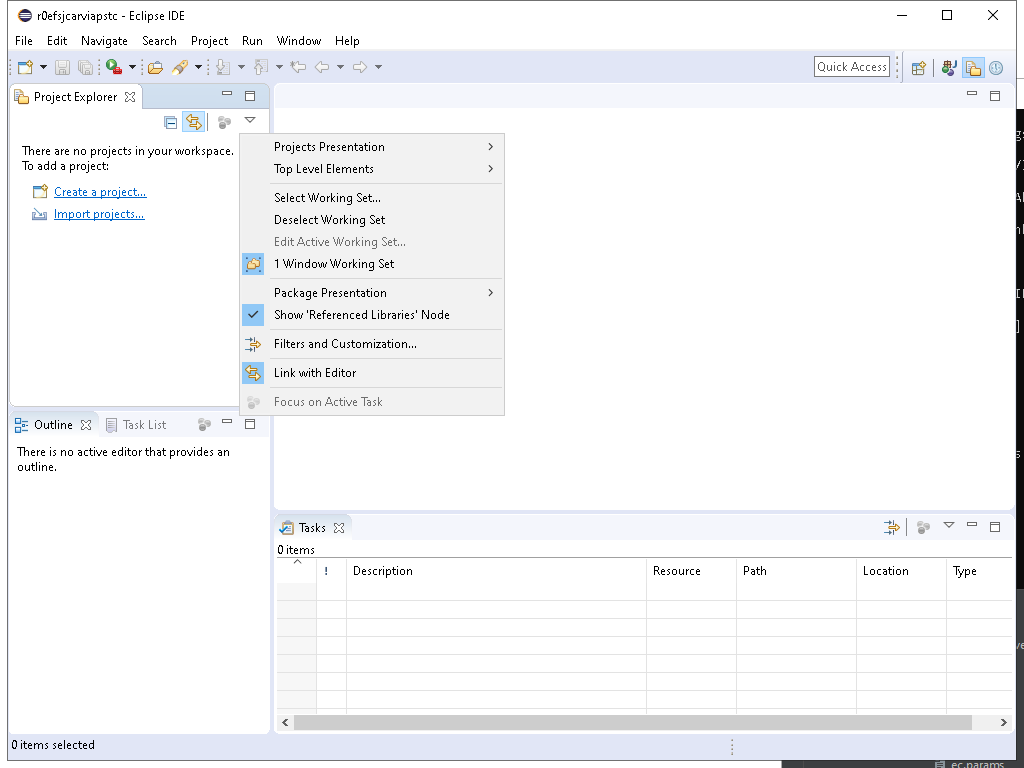 r0efsjcarviapstc - Eclipse IDE
File Edit Navigate Search Project Run Window Help
Quick Access
Project Explorer
There are no projects in your workspace.
To add a project:
Create a project...
Import projects...
Projects Presentation
Top Level Elements
Select Working Set...
Deselect Working Set
Edit Active Working Set...
1 Window Working Set
Package Presentation
Show 'Referenced Libraries' Node
Filters and Customization...
Link with Editor
Focus on Active Task
Outline Task List
There is no active editor that provides an
outline.
Tasks
0 items
! Description Resource Path Location Type
0 items selected
ec.params